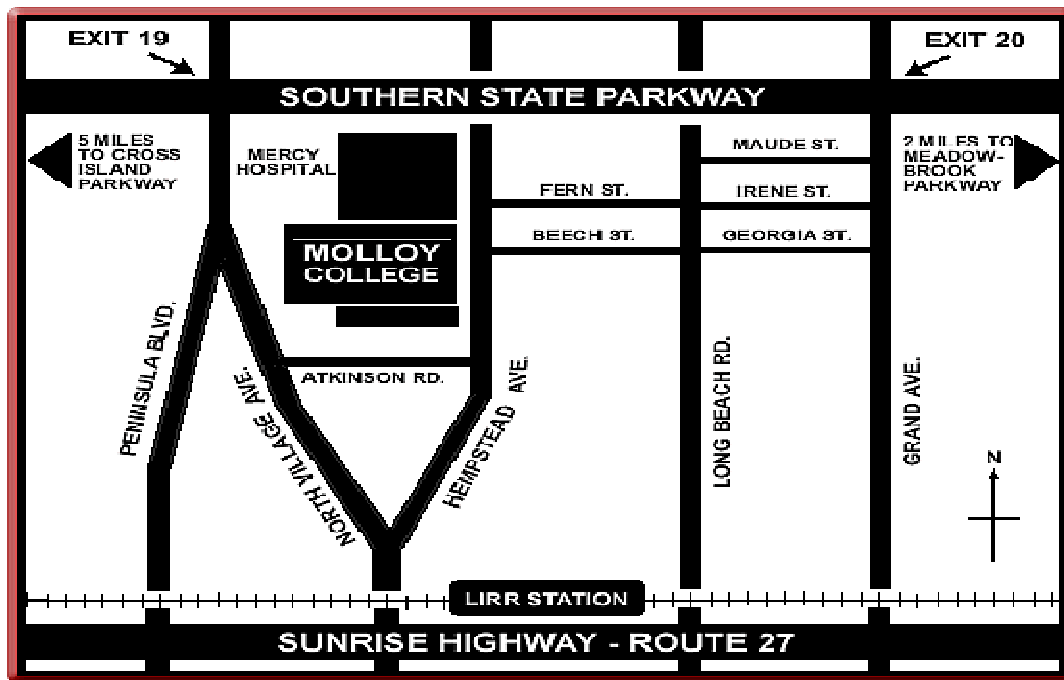 EXIT 19
EXIT 20
SOUTHERN STATE PARKWAY
5 MILES
TO CROSS
ISLAND
PARKWAY
MERCY
HOSPITAL
MAUDE ST.
2 MILES TO
MEADOW-
BROOK
PARKWAY
FERN ST.
IRENE ST.
BEECH ST.
GEORGIA ST.
MOLLOY
COLLEGE
PENINSULA BLVD.
NORTH VILLAGE AVE.
ATKINSON RD.
HEMPSTEAD AVE.
LONG BEACH RD.
GRAND AVE.
N
LIRR STATION
SUNRISE HIGHWAY - ROUTE 27